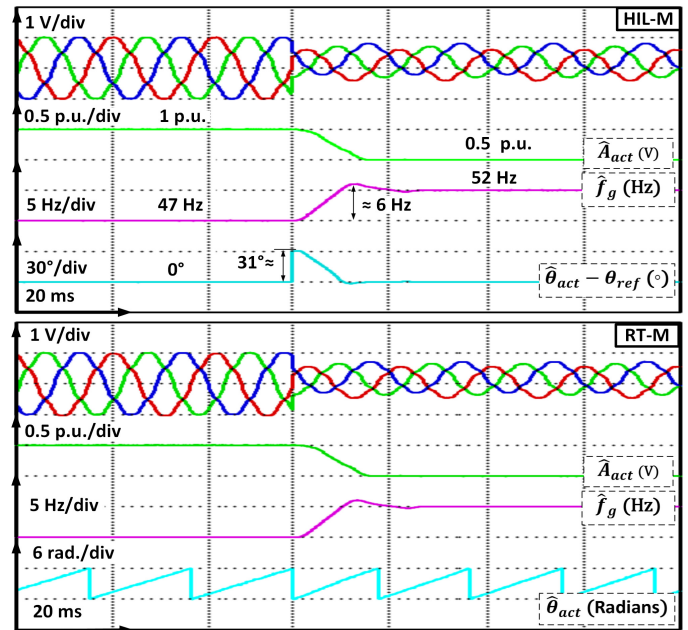 1 V/div
HIL-M
0.5 p.u./div 1 p.u.
0.5 p.u.
Â_act (V)
f̂_g (Hz)
52 Hz
5 Hz/div 47 Hz ≈ 6 Hz
30°/div 0° 31°≈
θ̂_act − θ_ref (°)
20 ms
1 V/div
RT-M
0.5 p.u./div
Â_act (V)
5 Hz/div
f̂_g (Hz)
6 rad./div
20 ms
θ̂_act (Radians)